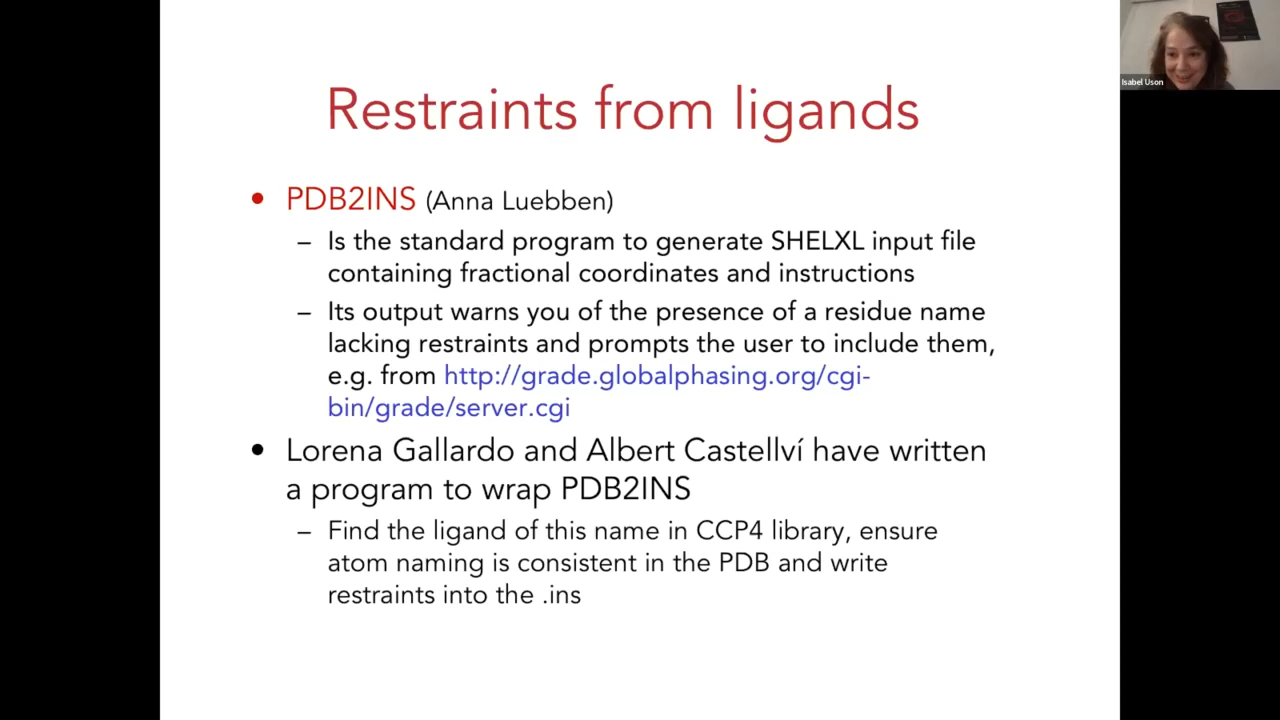 Restraints from ligands
• PDB2INS (Anna Luebben)
– Is the standard program to generate SHELXL input file
containing fractional coordinates and instructions
– Its output warns you of the presence of a residue name
lacking restraints and prompts the user to include them,
e.g. from http://grade.globalphasing.org/cgi-
bin/grade/server.cgi
• Lorena Gallardo and Albert Castellví have written
a program to wrap PDB2INS
– Find the ligand of this name in CCP4 library, ensure
atom naming is consistent in the PDB and write
restraints into the .ins
Isabel Uson